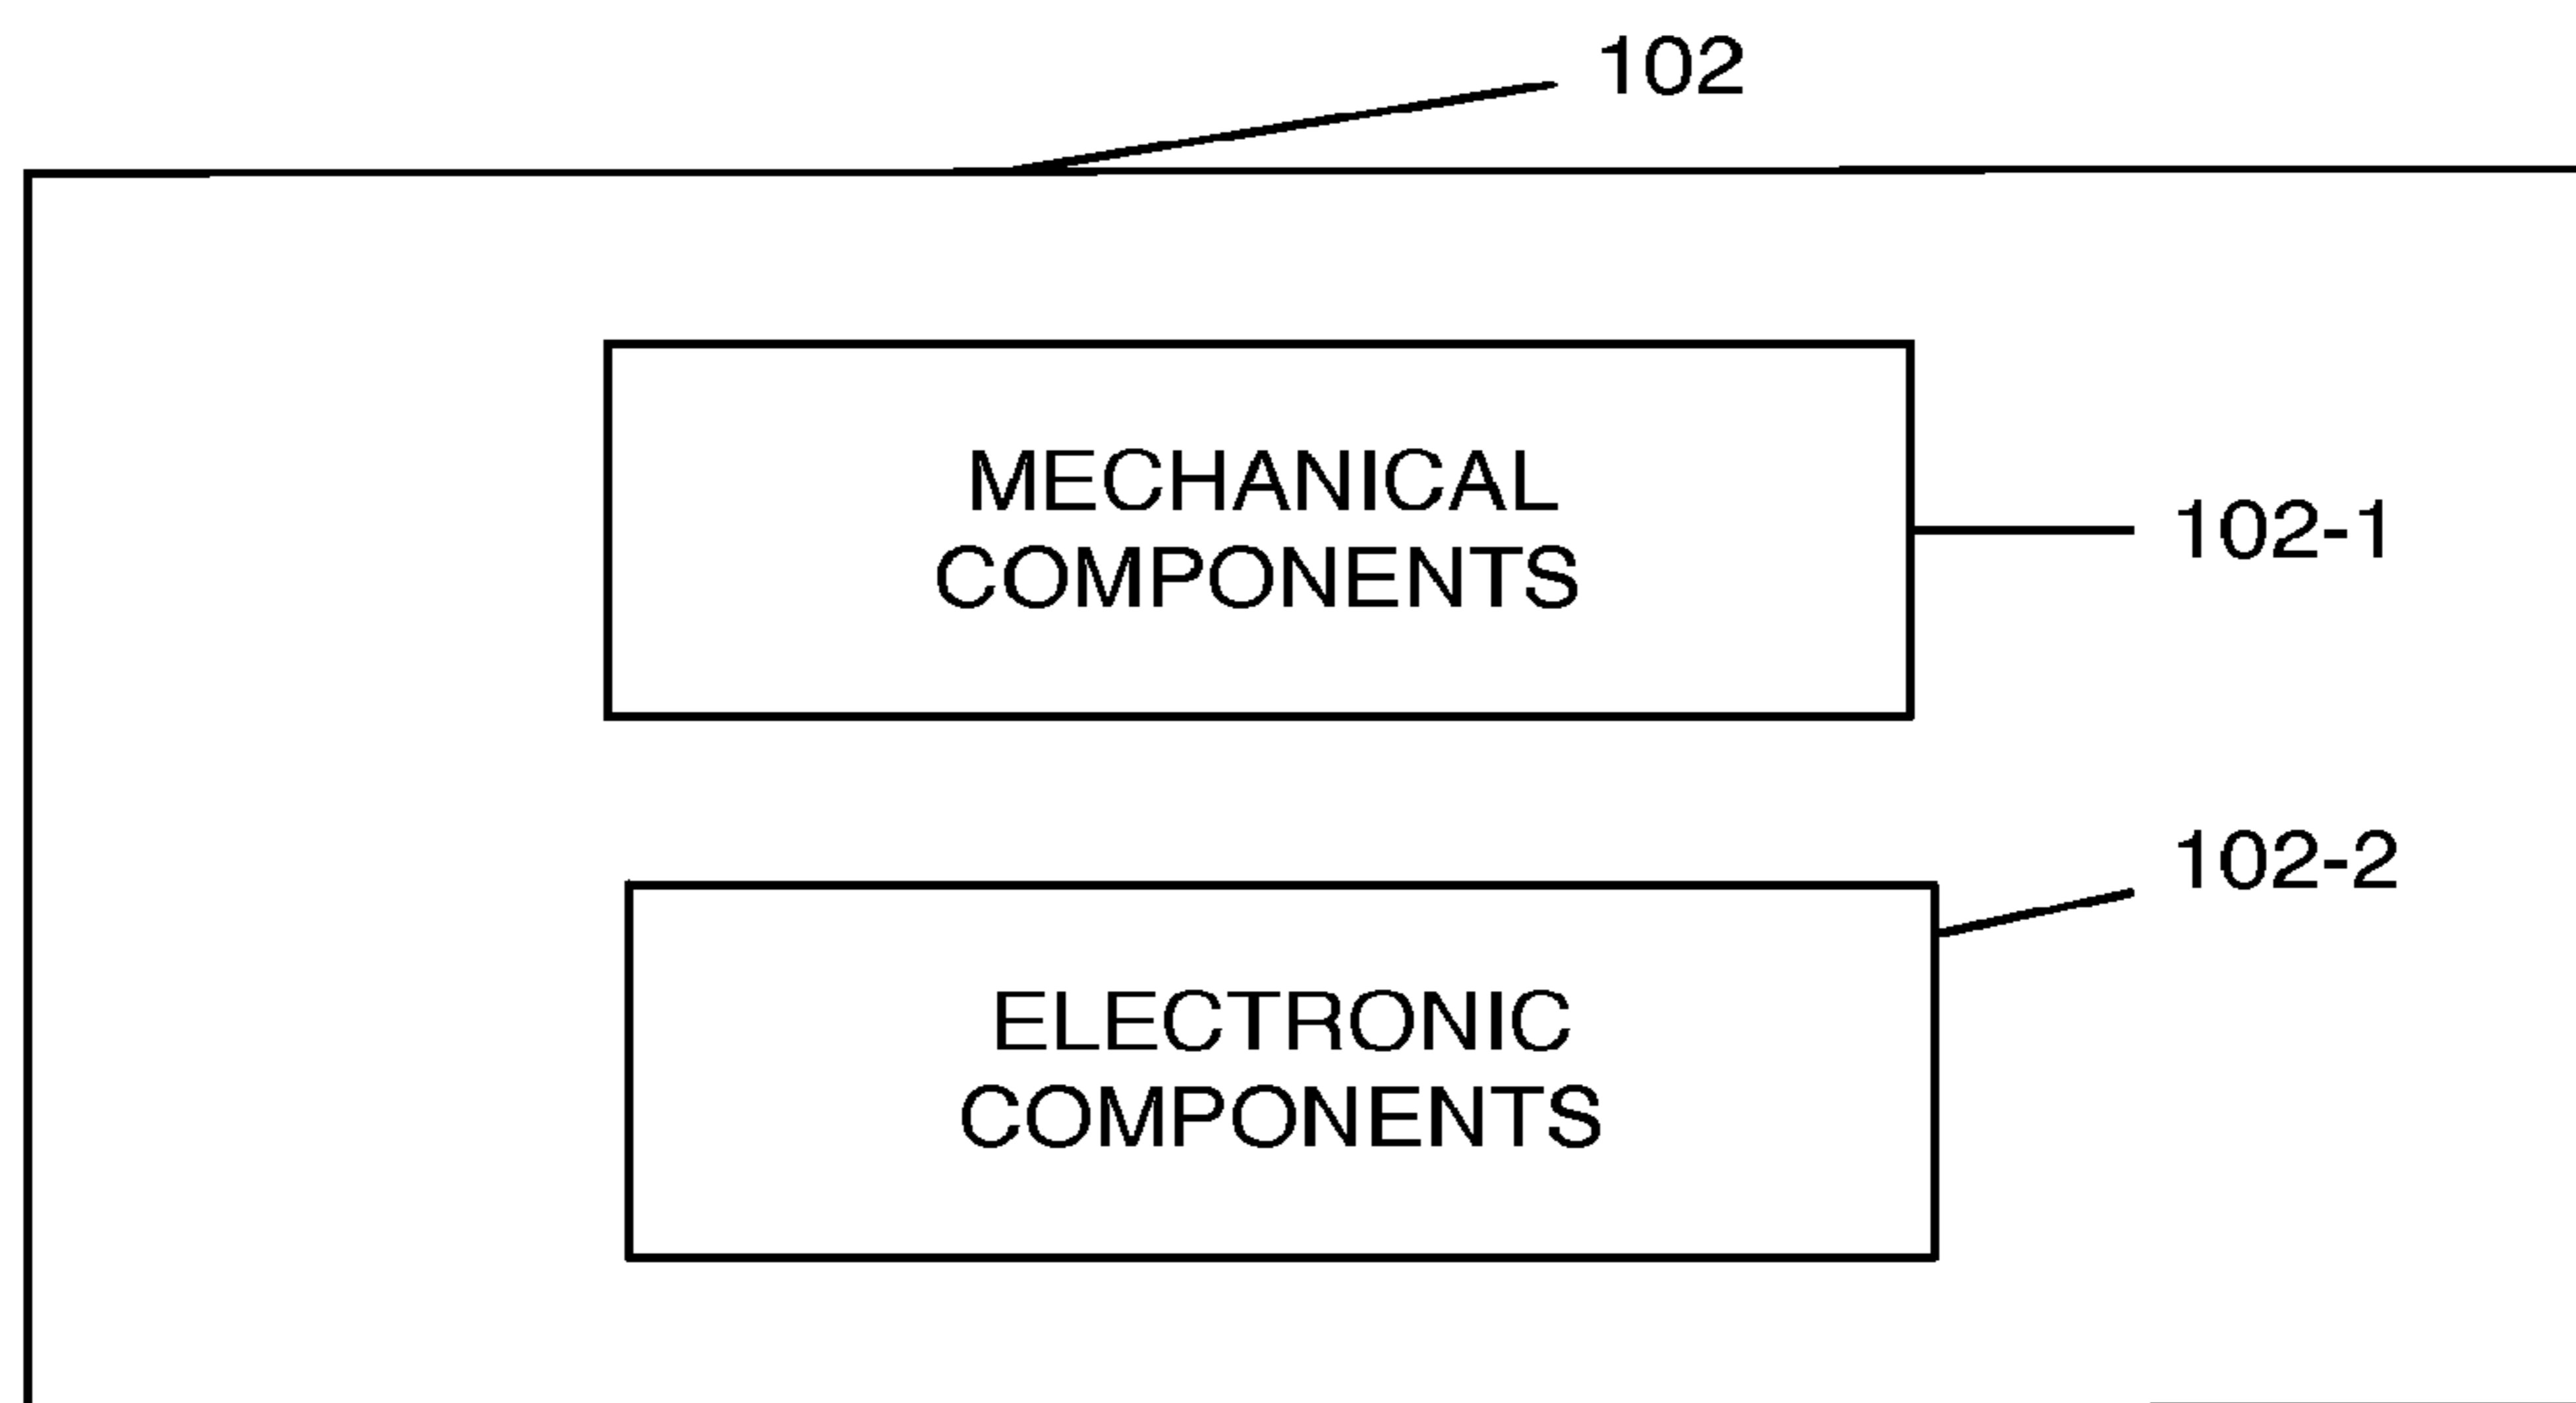 102
MECHANICAL
COMPONENTS
102-1
102-2
ELECTRONIC
COMPONENTS